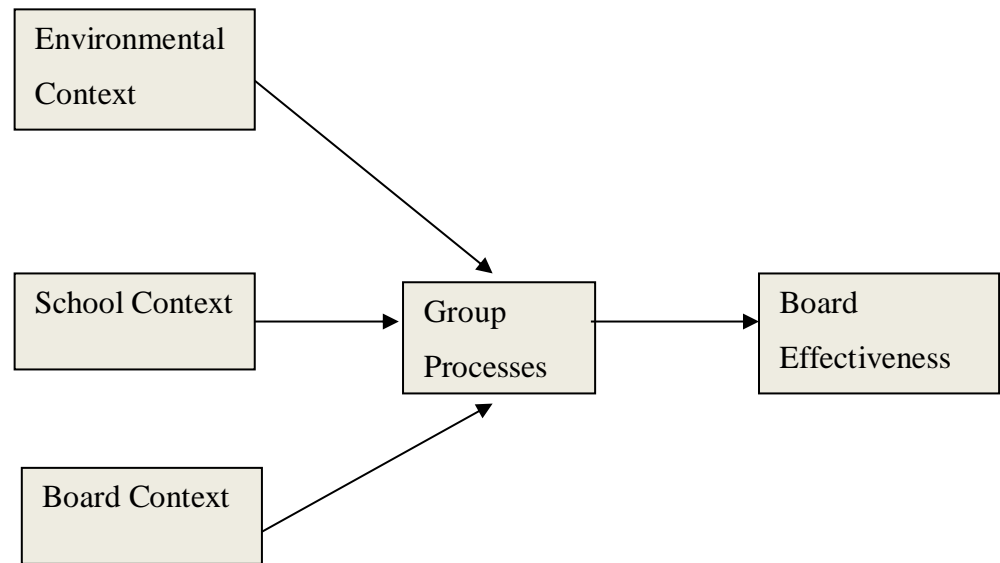 Environmental
Context
School Context
Group
Processes
Board
Effectiveness
Board Context